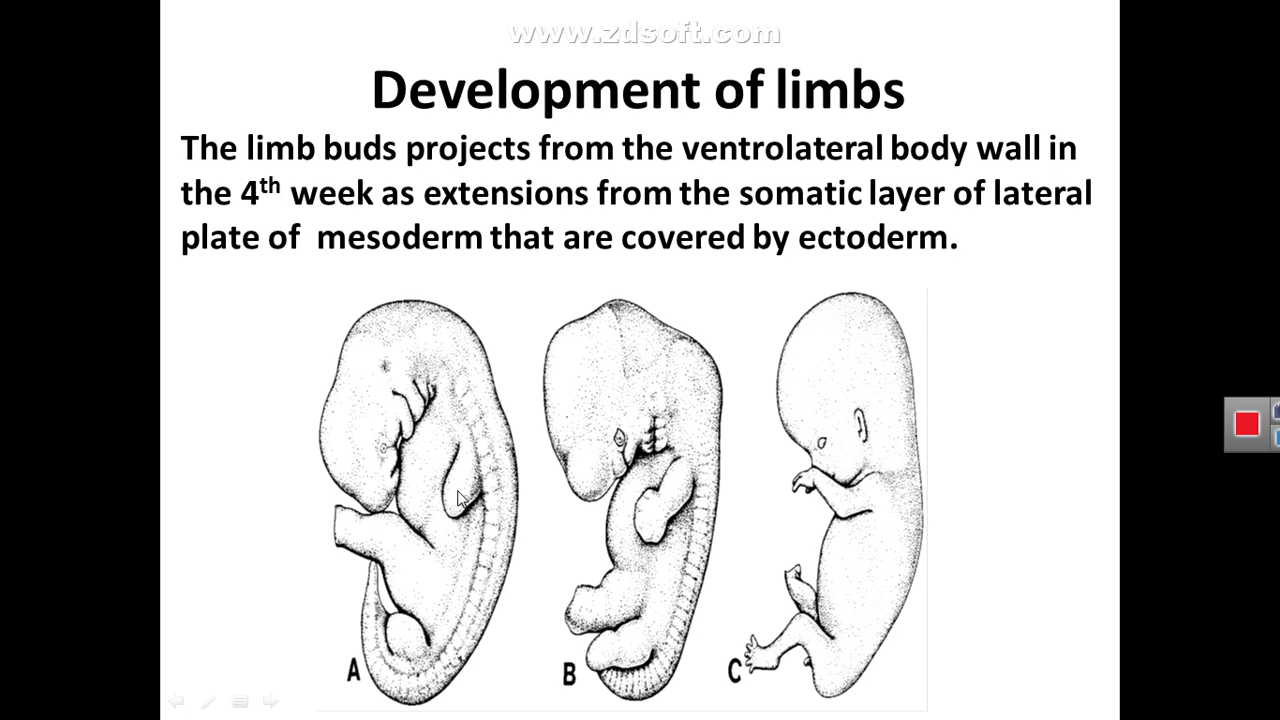 www.zdsoft.com
Development of limbs
The limb buds projects from the ventrolateral body wall in
the 4th week as extensions from the somatic layer of lateral
plate of  mesoderm that are covered by ectoderm.
A B C